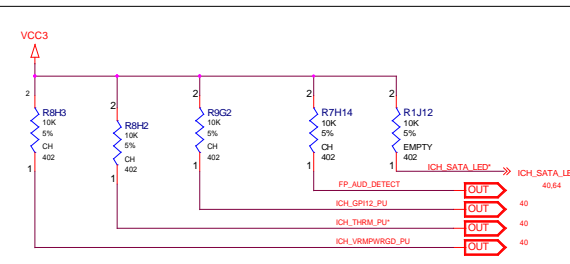 VCC3
2 R8H3 10K 5% CH 402 1
2 R8H2 10K 5% CH 402 1
2 R9G2 10K 5% CH 402 1
2 R7H14 10K 5% CH 402 1
2 R1J12 10K 5% EMPTY 402 1
ICH_SATA_LED* ICH_SATA_LE
40,64
FP_AUD_DETECT OUT
ICH_GPI12_PU OUT 40
ICH_THRM_PU* OUT 40
ICH_VRMPWRGD_PU OUT 40